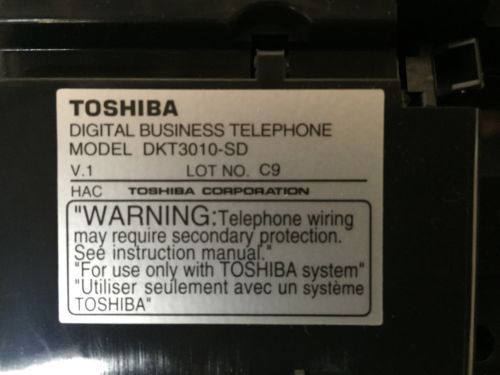 TOSHIBA
DIGITAL BUSINESS TELEPHONE
MODEL DKT3010-SD
V.1 LOT NO. C9
HAC TOSHIBA CORPORATION
"WARNING:Telephone wiring
may require secondary protection.
See instruction manual."
"For use only with TOSHIBA system"
"Utiliser seulement avec un système
TOSHIBA"